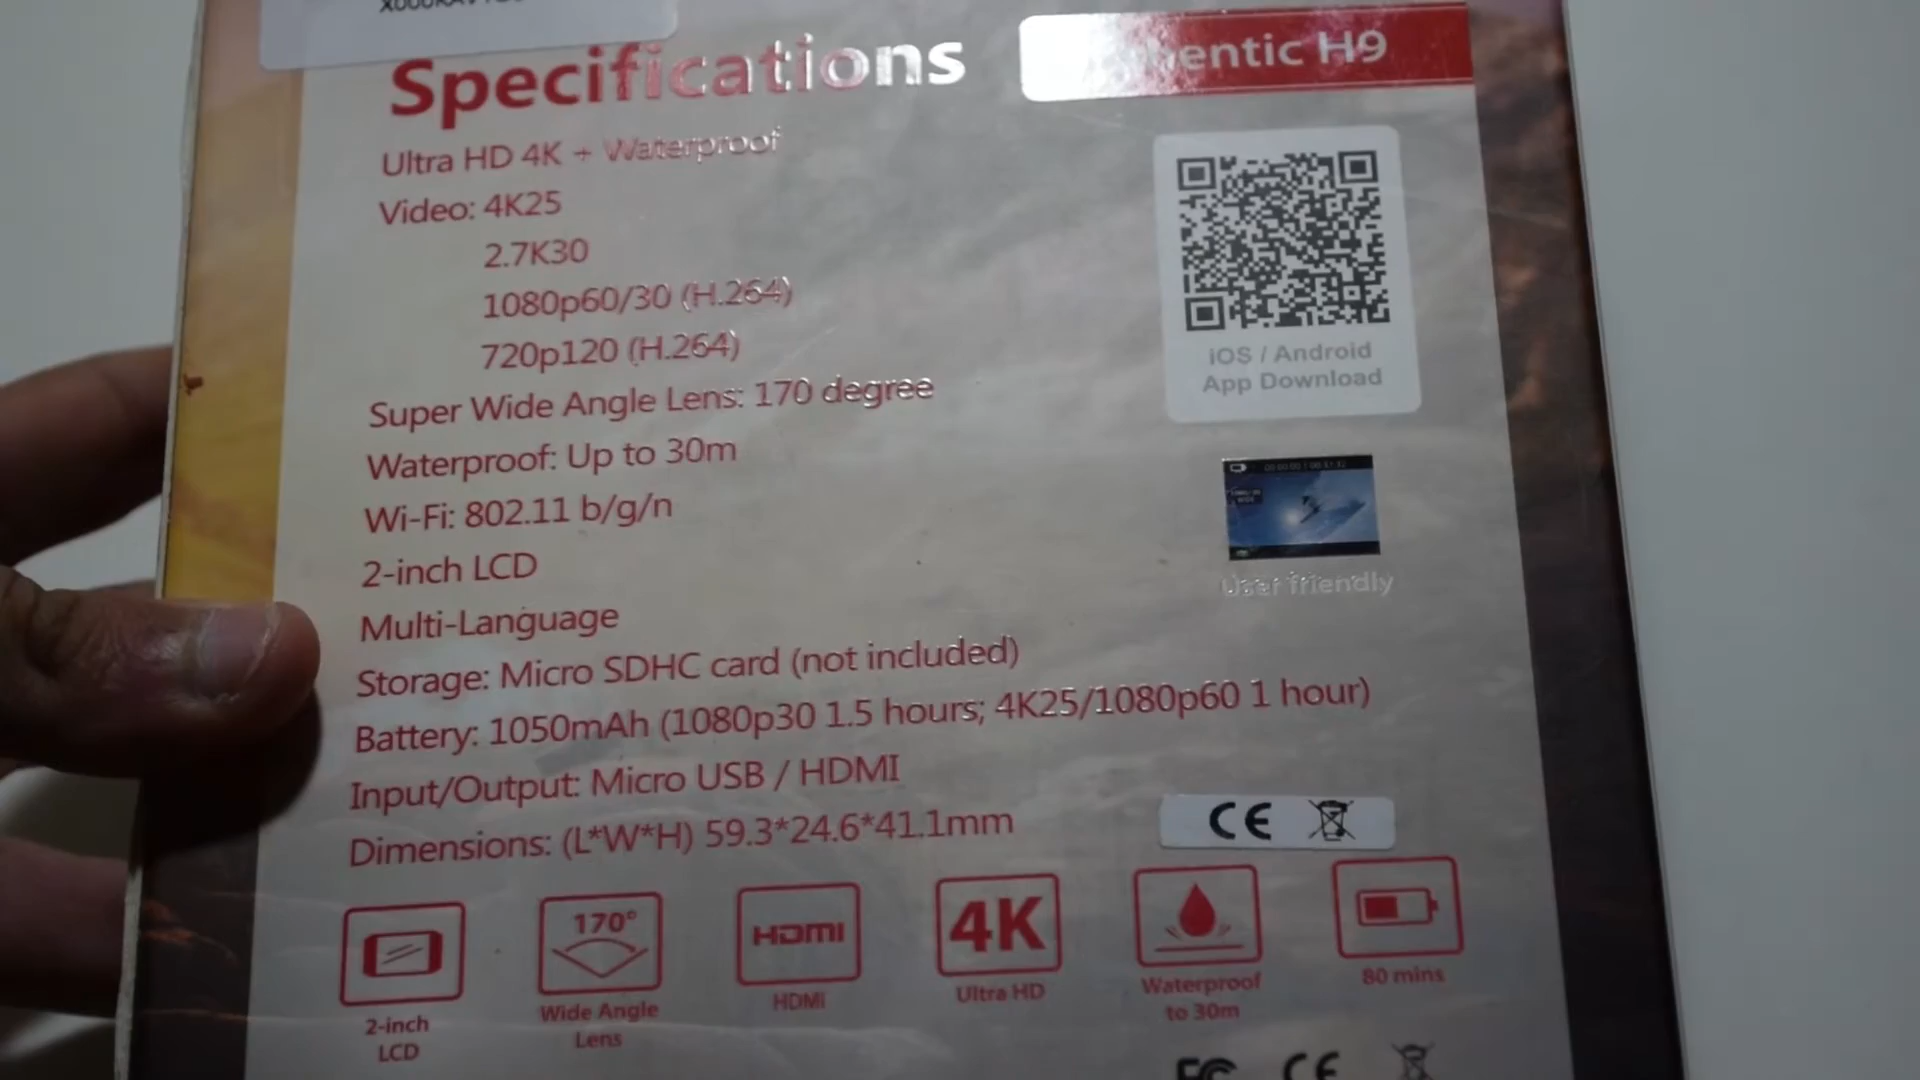 Specifications
entic H9
Ultra HD 4K + Waterproof
Video: 4K25
2.7K30
1080p60/30 (H.264)
720p120 (H.264)
Super Wide Angle Lens: 170 degree
Waterproof: Up to 30m
Wi-Fi: 802.11 b/g/n
2-inch LCD
Multi-Language
Storage: Micro SDHC card (not included)
Battery: 1050mAh (1080p30 1.5 hours; 4K25/1080p60 1 hour)
Input/Output: Micro USB / HDMI
Dimensions: (L*W*H) 59.3*24.6*41.1mm
iOS / Android
App Download
User friendly
CE
2-inch
LCD
170°
Wide Angle
Lens
HDMI
HDMI
4K
Ultra HD
Waterproof
to 30m
80 mins
FC CE